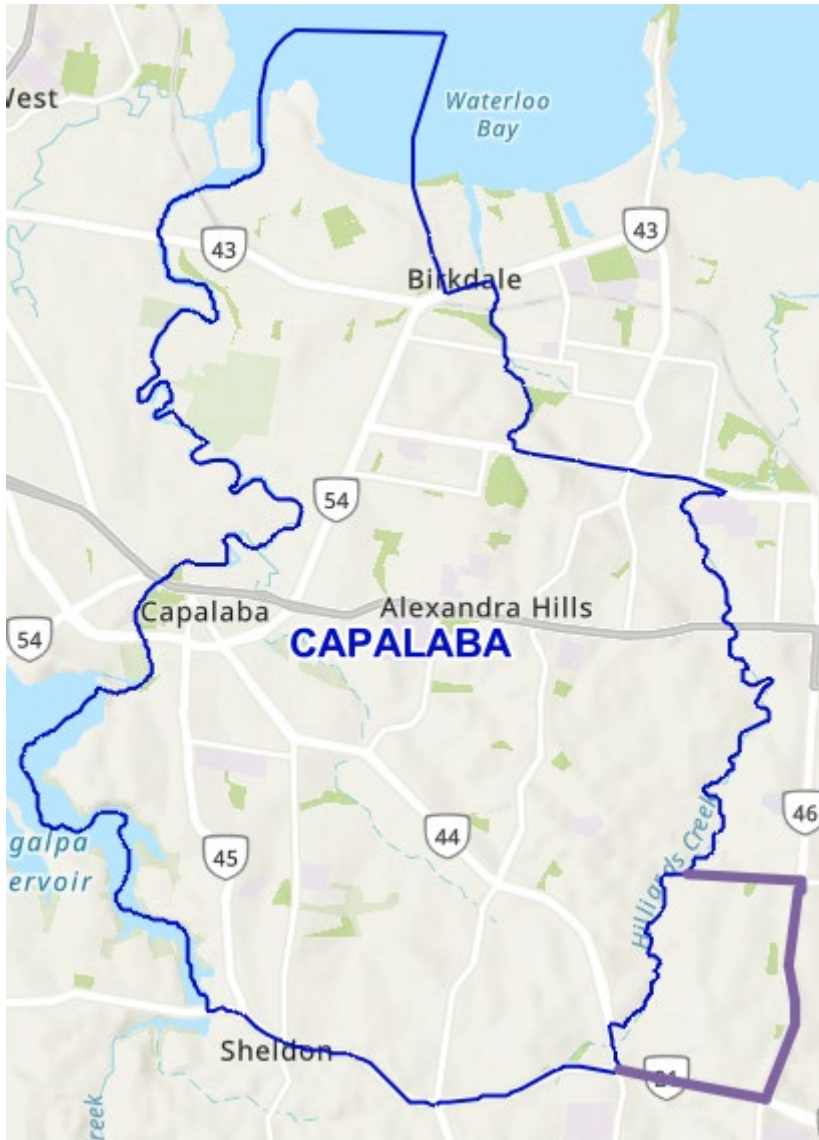 West
Waterloo
Bay
43
43
Birkdale
54
Capalaba
Alexandra Hills
54
CAPALABA
46
galpa
ervoir
45
44
Hilliards Creek
Sheldon
21
reek